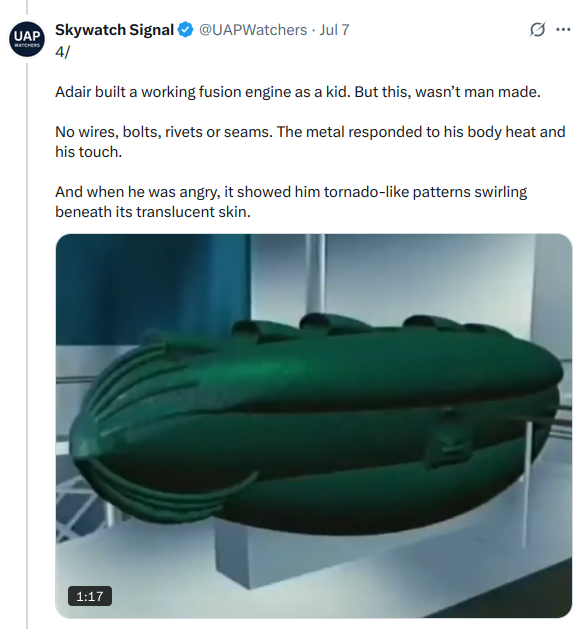 UAP
WATCHERS
Skywatch Signal @UAPWatchers · Jul 7
4/
Adair built a working fusion engine as a kid. But this, wasn’t man made.
No wires, bolts, rivets or seams. The metal responded to his body heat and
his touch.
And when he was angry, it showed him tornado-like patterns swirling
beneath its translucent skin.
1:17